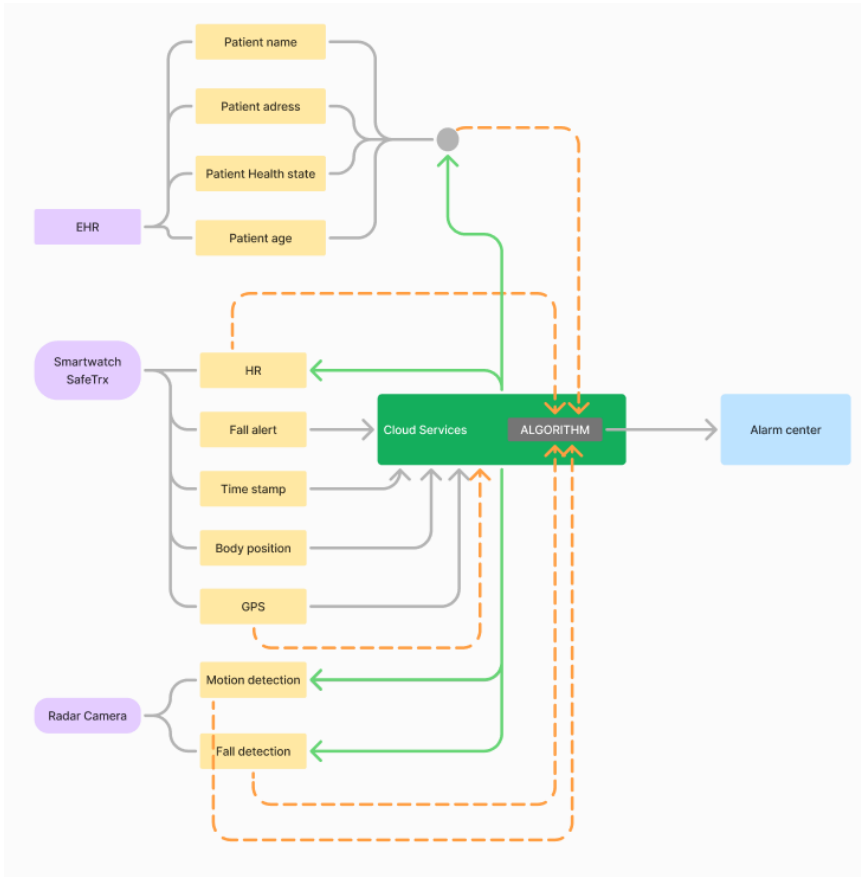 Patient name
Patient adress
Patient Health state
EHR
Patient age
Smartwatch
SafeTrx
HR
Fall alert
Cloud Services
ALGORITHM
Alarm center
Time stamp
Body position
GPS
Motion detection
Radar Camera
Fall detection